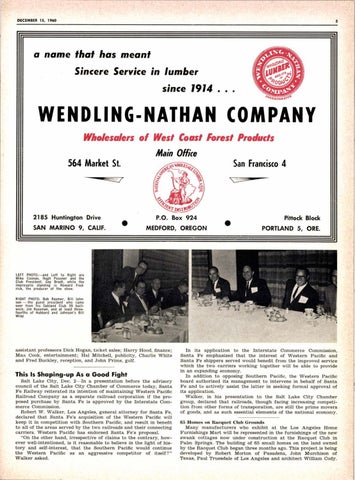 DECEMBER 15, 1960
5
a name that has meant
Sincere Service in lumber
since 1914 . . .
WENDLING-NATHAN
LUMBER
COMPANY
WENDLING-NATHAN COMPANY
Wholesalers of West Coast Forest Products
Main Office
564 Market St.
San Francisco 4
2185 Huntington Drive
SAN MARINO 9, CALIF.
P.O. Box 924
MEDFORD, OREGON
Pittock Block
PORTLAND 5, ORE.
assistant professors Dick Hogan, ticket sales; Harry Hood, finance;
Max Cook, entertainment; Hal Mitchell, publicity, Charlie White
and Fred Buckley, reception, and John Prime, golf.
This Is Shaping-up As a Good Fight
Salt Lake City, Dec. 2—In a presentation before the advisory
council of the Salt Lake City Chamber of Commerce today, Santa
Fe Railway reiterated its intention of maintaining Western Pacific
Railroad Company as a separate railroad corporation if the pro-
posed purchase by Santa Fe is approved by the Interstate Com-
merce Commission.
Robert W. Walker, Los Angeles, general attorney for Santa Fe,
declared that Santa Fe's acquisition of the Western Pacific will
keep it in competition with Southern Pacific, and result in benefit
to all of the areas served by the two railroads and their connecting
carriers. Western Pacific has endorsed Santa Fe's proposal.
"On the other hand, irrespective of claims to the contrary, how-
ever well-intentioned, is it reasonable to believe in the light of his-
tory and self-interest, that the Southern Pacific would continue
the Western Pacific as an aggressive competitor of itself?"
Walker asked.
In its application to the Interstate Commerce Commission,
Santa Fe emphasized that the interest of Western Pacific and
Santa Fe shippers served would benefit from the improved service
which the two carriers working together will be able to provide
in an expanding economy.
In addition to opposing Southern Pacific, the Western Pacific
board authorized its management to intervene in behalf of Santa
Fe and to actively assist the latter in seeking formal approval of
its application.
Walker, in his presentation to the Salt Lake City Chamber
group, declared that railroads, though facing increasing competi-
tion from other forms of transportation, are still the prime movers
of goods, and as such essential elements of the national economy.
65 Homes on Racquet Club Grounds
Many manufacturers who exhibit at the Los Angeles Home
Furnishings Mart will be represented in the furnishings of the new
swank cottages now under construction at the Racquet Club in
Palm Springs. The building of 65 small homes on the land owned
by the Racquet Club began three months ago. This project is being
developed by Robert Morton of Pasadena, John Murchison of
Texas, Paul Trousdale of Los Angeles and architect William Cody.